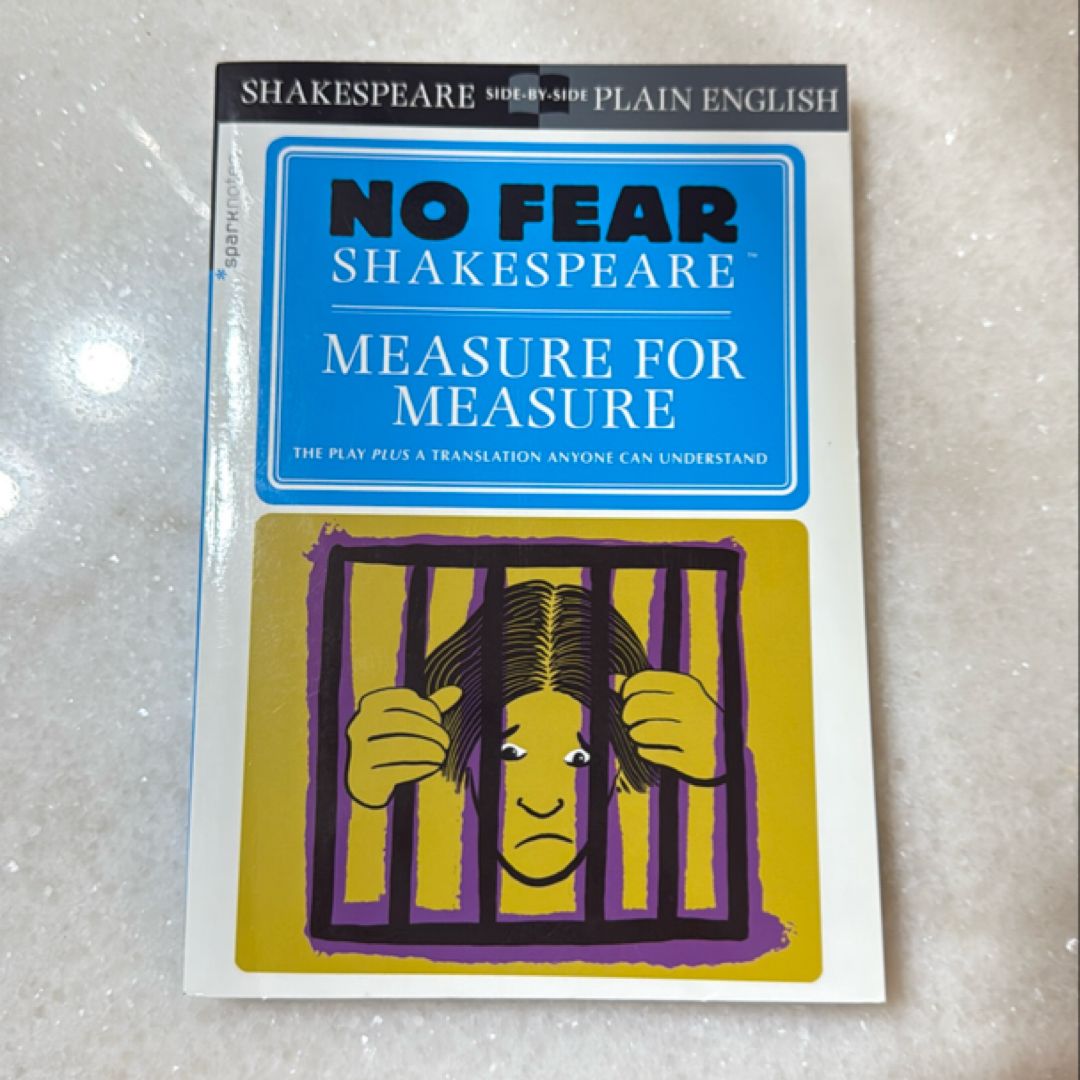 SHAKESPEARE SIDE-BY-SIDE PLAIN ENGLISH
*sparknotes
NO FEAR
SHAKESPEARE™
MEASURE FOR
MEASURE
THE PLAY PLUS A TRANSLATION ANYONE CAN UNDERSTAND